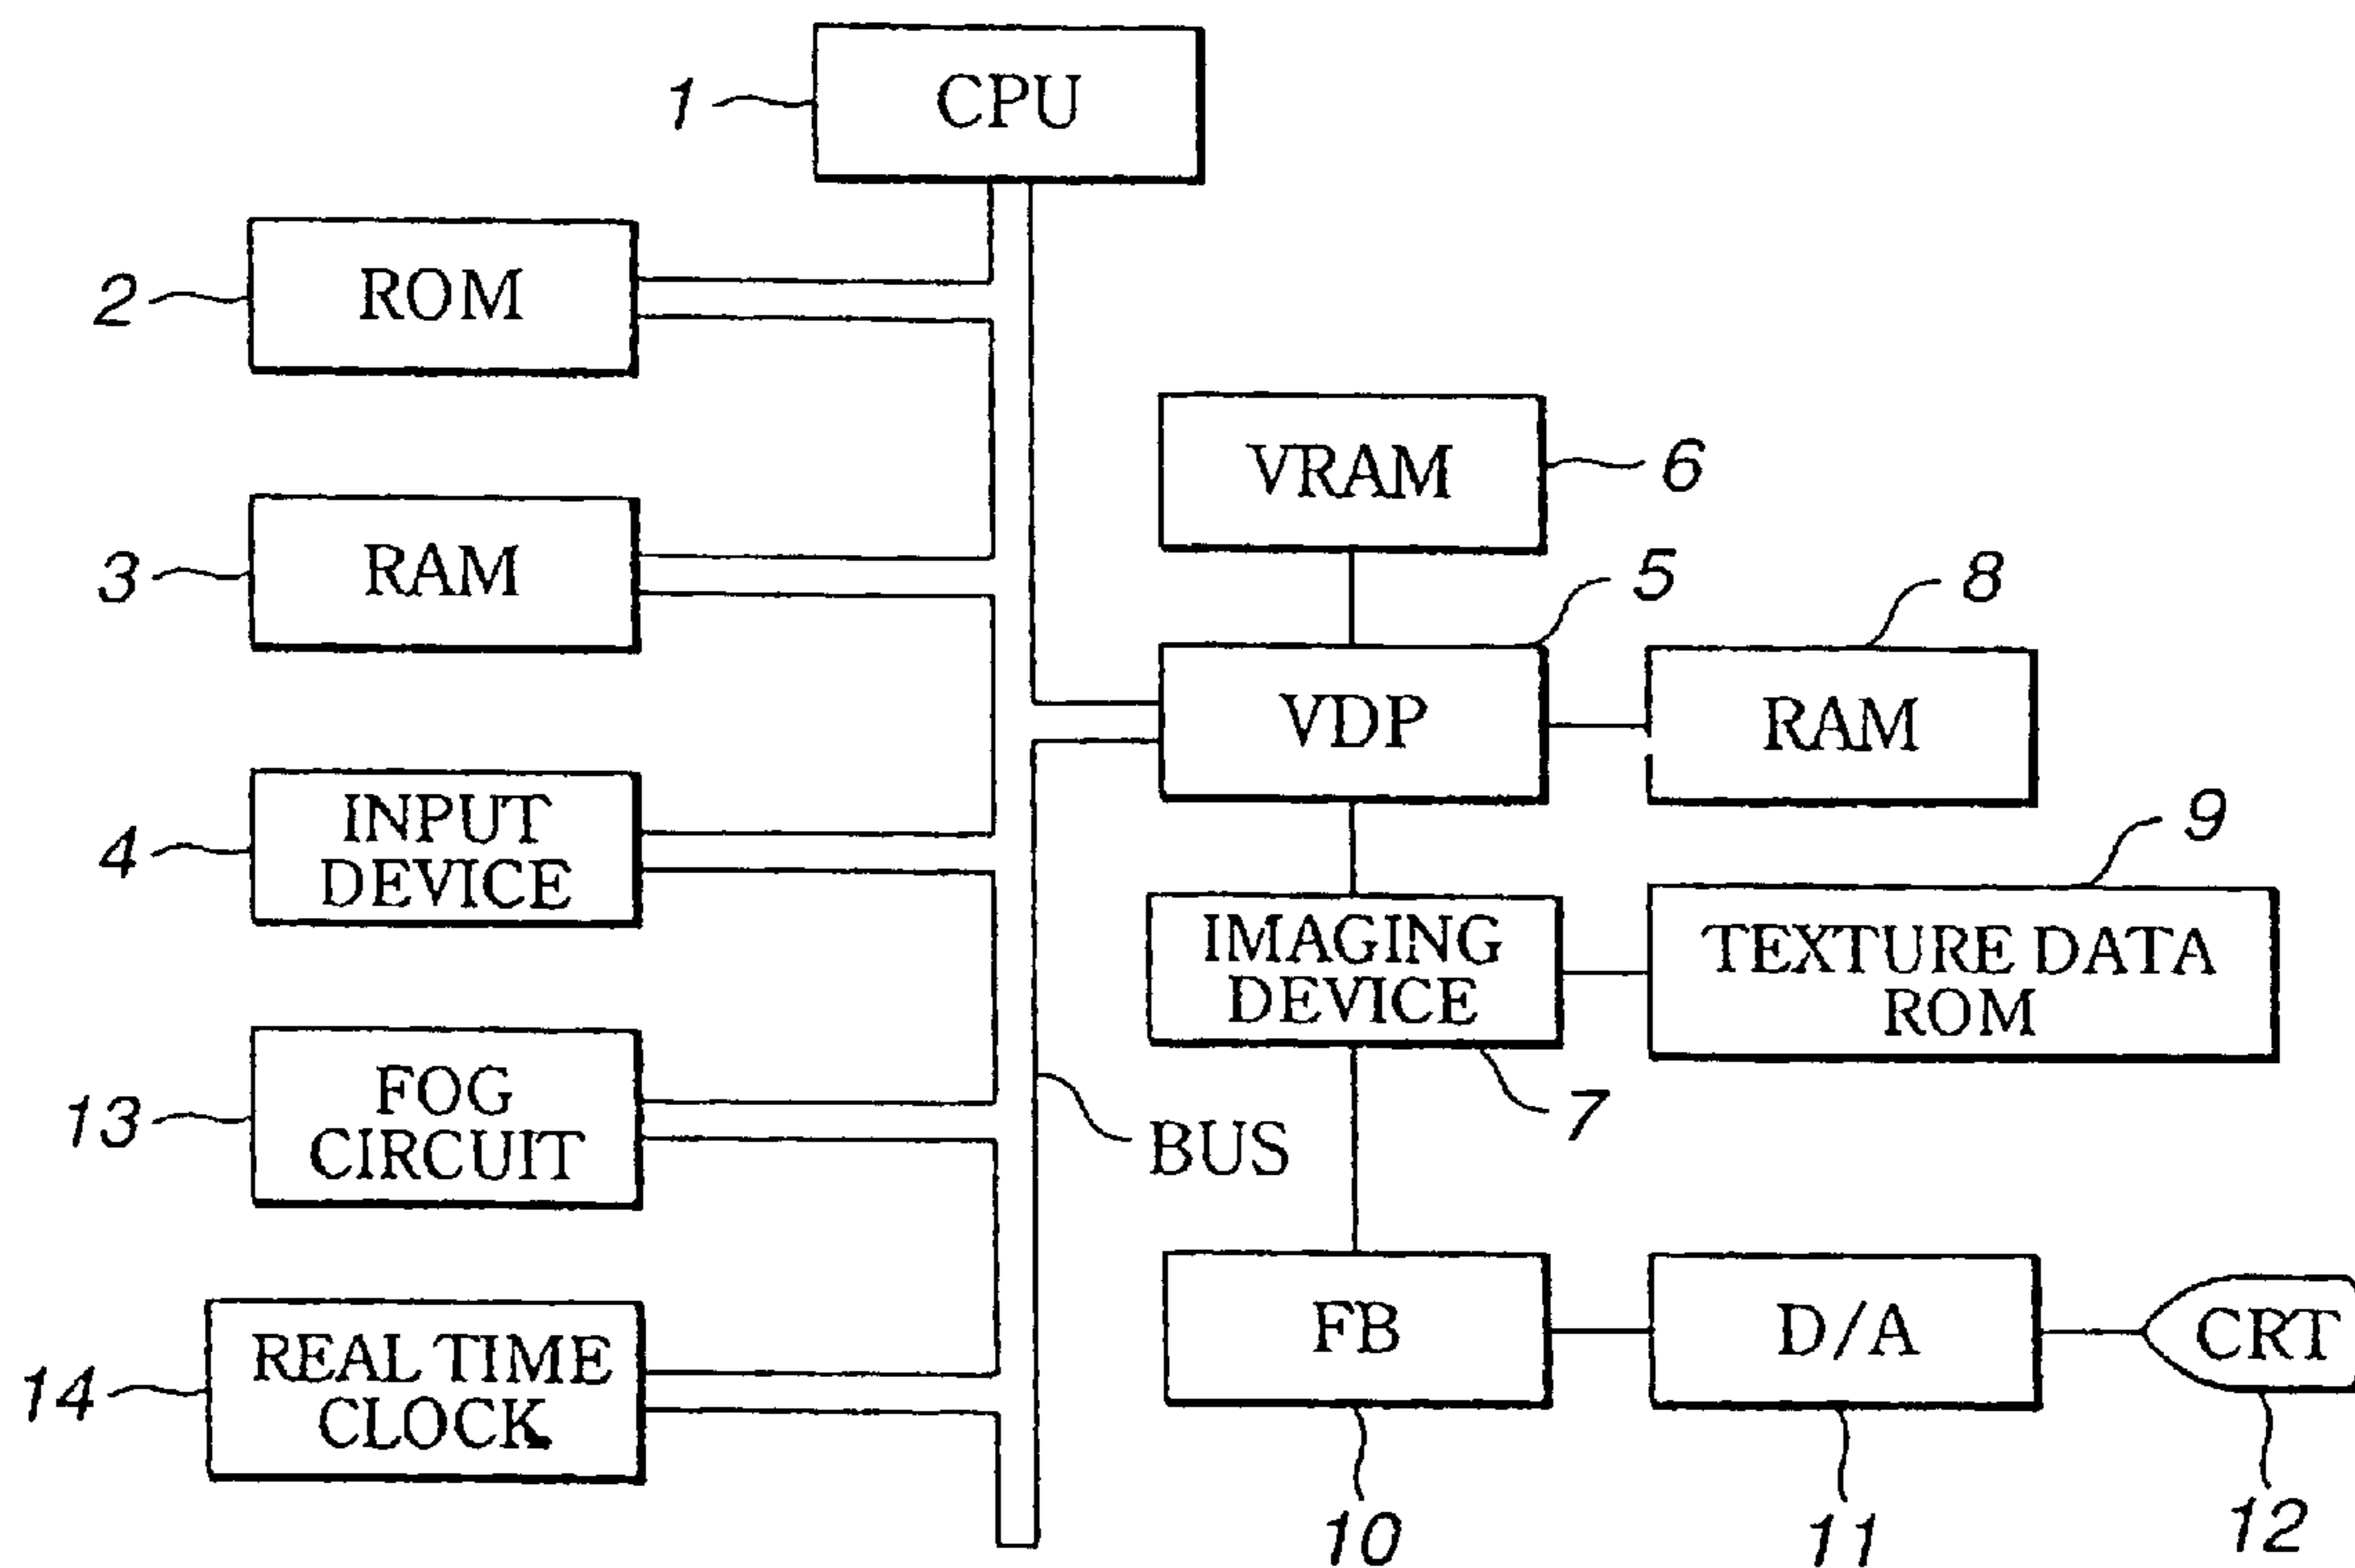 CPU
1
ROM
2
VRAM
6
RAM
3
5
8
VDP
RAM
INPUT
DEVICE
4
9
IMAGING
DEVICE
TEXTURE DATA
ROM
7
FOG
CIRCUIT
13
BUS
REAL TIME
CLOCK
14
FB
D/A
CRT
10
11
12